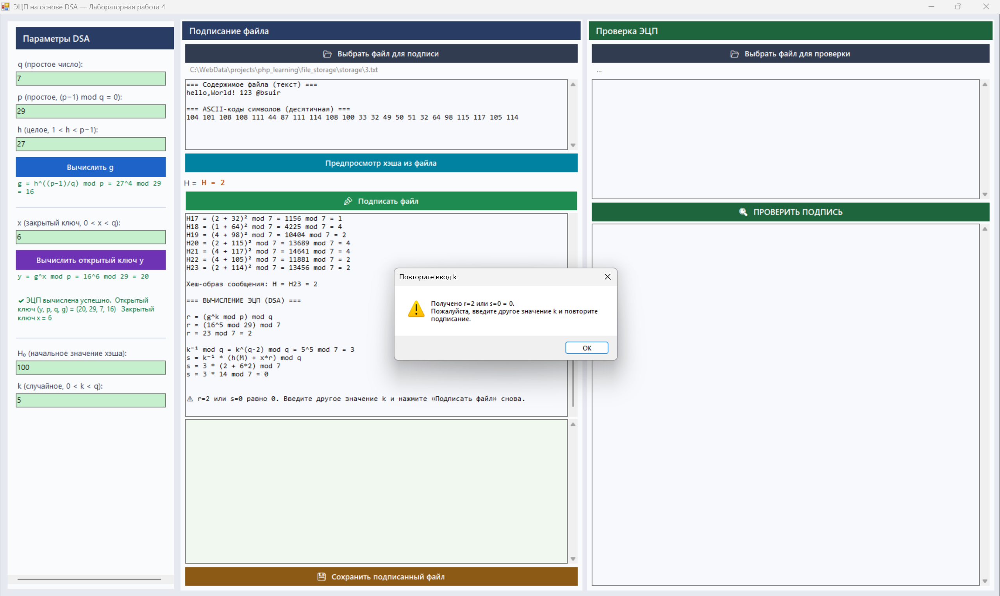 ЭЦП на основе DSA — Лабораторная работа 4
Параметры DSA
q (простое число):
7
p (простое, (p−1) mod q = 0):
29
h (целое, 1 < h < p−1):
27
Вычислить g
g = h^((p-1)/q) mod p = 27^4 mod 29
= 16
x (закрытый ключ, 0 < x < q):
6
Вычислить открытый ключ y
y = g^x mod p = 16^6 mod 29 = 20
✔ ЭЦП вычислена успешно. Открытый
ключ (y, p, q, g) = (20, 29, 7, 16) Закрытый
ключ x = 6
H₀ (начальное значение хэша):
100
k (случайное, 0 < k < q):
5
Подписание файла
Выбрать файл для подписи
C:\WebData\projects\php_learning\file_storage\storage\3.txt
=== Содержимое файла (текст) ===
hello,World! 123 @bsuir
=== ASCII-коды символов (десятичная) ===
104 101 108 108 111 44 87 111 114 108 100 33 32 49 50 51 32 64 98 115 117 105 114
Предпросмотр хэша из файла
H = H = 2
Подписать файл
H17 = (2 + 32)² mod 7 = 1156 mod 7 = 1
H18 = (1 + 64)² mod 7 = 4225 mod 7 = 4
H19 = (4 + 98)² mod 7 = 10404 mod 7 = 2
H20 = (2 + 115)² mod 7 = 13689 mod 7 = 4
H21 = (4 + 117)² mod 7 = 14641 mod 7 = 4
H22 = (4 + 105)² mod 7 = 11881 mod 7 = 2
H23 = (2 + 114)² mod 7 = 13456 mod 7 = 2
Хеш-образ сообщения: H = H23 = 2
=== ВЫЧИСЛЕНИЕ ЭЦП (DSA) ===
r = (g^k mod p) mod q
r = (16^5 mod 29) mod 7
r = 23 mod 7 = 2
k⁻¹ mod q = k^(q-2) mod q = 5^5 mod 7 = 3
s = k⁻¹ * (h(M) + x*r) mod q
s = 3 * (2 + 6*2) mod 7
s = 3 * 14 mod 7 = 0
⚠ r=2 или s=0 равно 0. Введите другое значение k и нажмите «Подписать файл» снова.
Сохранить подписанный файл
Повторите ввод k
Получено r=2 или s=0 = 0.
Пожалуйста, введите другое значение k и повторите
подписание.
OK
Проверка ЭЦП
Выбрать файл для проверки
...
ПРОВЕРИТЬ ПОДПИСЬ